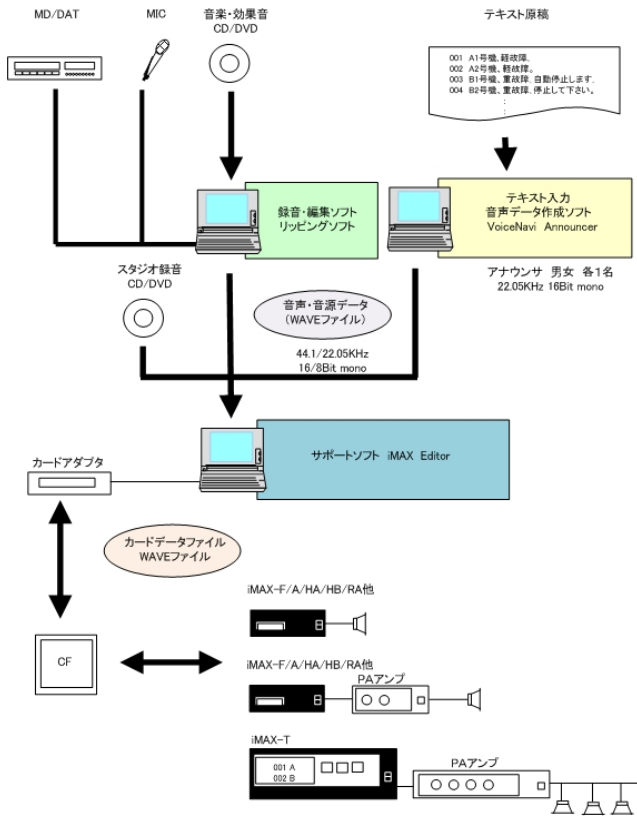 MD/DAT
MIC
音楽・効果音
CD/DVD
テキスト原稿
001 A1号機、軽故障.
002 A2号機、軽故障。
003 B1号機、重故障. 自動停止します.
004 B2号機、重故障. 停止して下さい。
録音・編集ソフト
リッピングソフト
テキスト入力
音声データ作成ソフト
VoiceNavi Announcer
スタジオ録音
CD/DVD
アナウンサ 男女 各1名
22.05KHz 16Bit mono
音声・音源データ
(WAVEファイル)
44.1/22.05KHz
16/8Bit mono
サポートソフト iMAX Editor
カードアダプタ
カードデータファイル
WAVEファイル
iMAX-F/A/HA/HB/RA他
CF
iMAX-F/A/HA/HB/RA他
PAアンプ
iMAX-T
001 A
002 B
PAアンプ